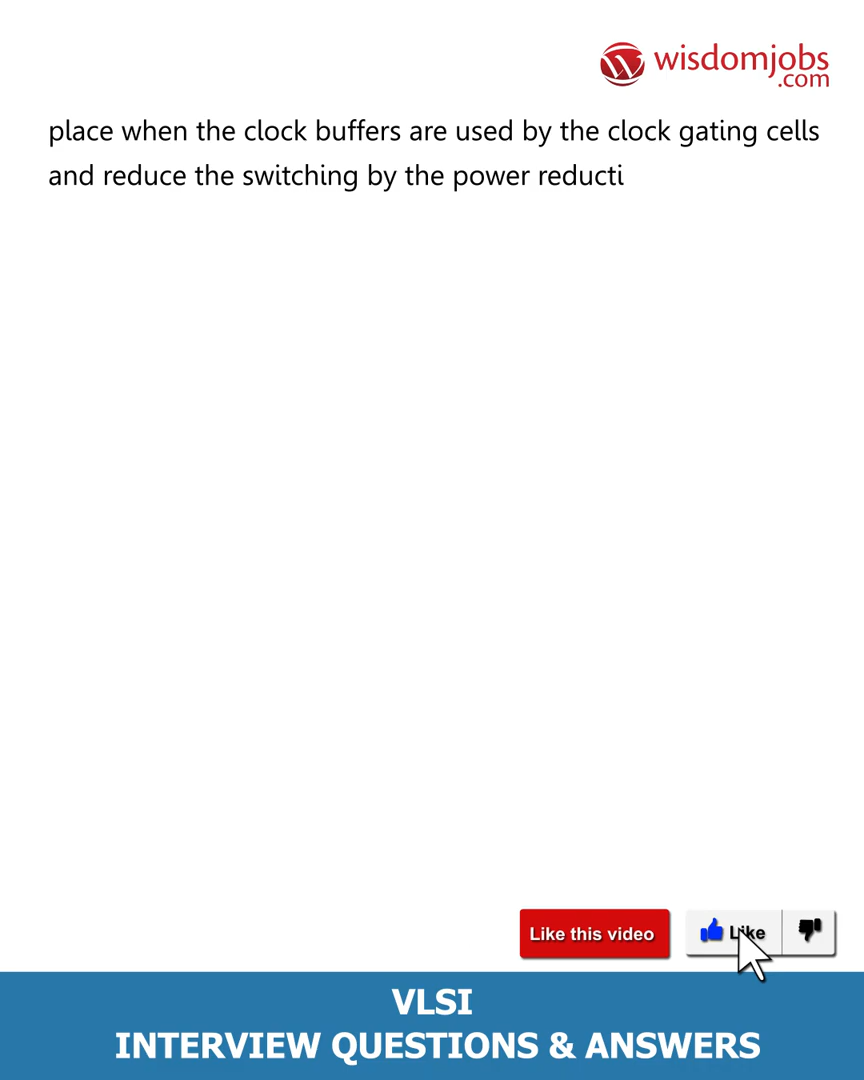 wisdomjobs
.com
place when the clock buffers are used by the clock gating cells
and reduce the switching by the power reducti
Like this video
Like
VLSI
INTERVIEW QUESTIONS & ANSWERS